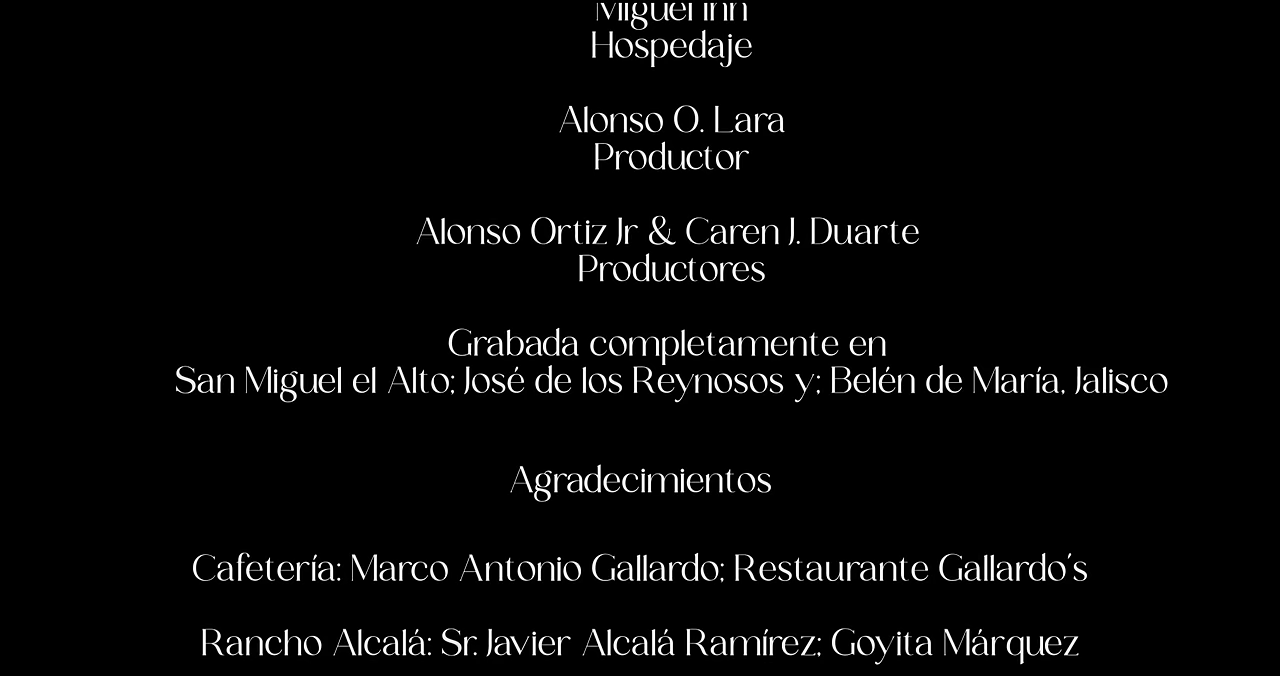 Miguel Inn
Hospedaje
Alonso O. Lara
Productor
Alonso Ortiz Jr & Caren J. Duarte
Productores
Grabada completamente en
San Miguel el Alto; José de los Reynosos y; Belén de María, Jalisco
Agradecimientos
Cafetería: Marco Antonio Gallardo; Restaurante Gallardo's
Rancho Alcalá: Sr. Javier Alcalá Ramírez; Goyita Márquez